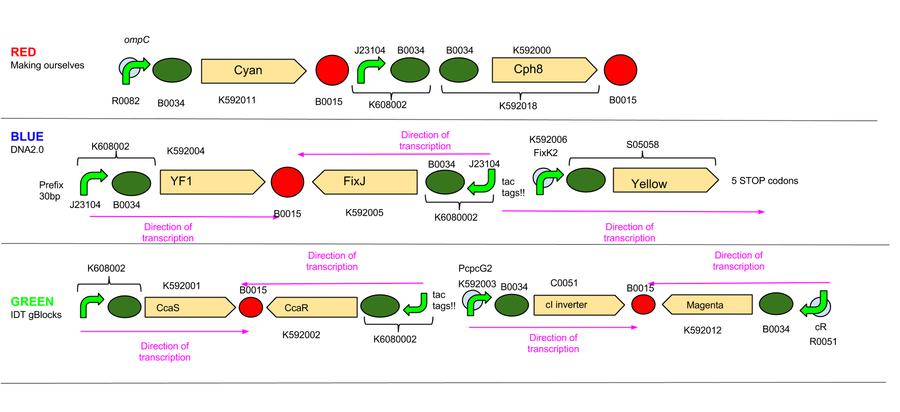 ompC
RED
Making ourselves
J23104
B0034
B0034
K592000
Cyan
Cph8
R0082
B0034
K592011
B0015
K608002
K592018
B0015
BLUE
DNA2.0
K608002
K592004
Direction of
transcription
K592006
FixK2
S05058
B0034
J23104
Prefix
30bp
YF1
FixJ
tac
tags!!
Yellow
5 STOP codons
J23104
B0034
B0015
K592005
K6080002
Direction of
transcription
Direction of
transcription
GREEN
IDT gBlocks
K608002
K592001
B0015
Direction of
transcription
tac
tags!!
PcpcG2
K592003
B0034
C0051
B0015
Direction of
transcription
CcaS
CcaR
cI inverter
Magenta
K592002
K6080002
K592012
B0034
cR
R0051
Direction of
transcription
Direction of
transcription